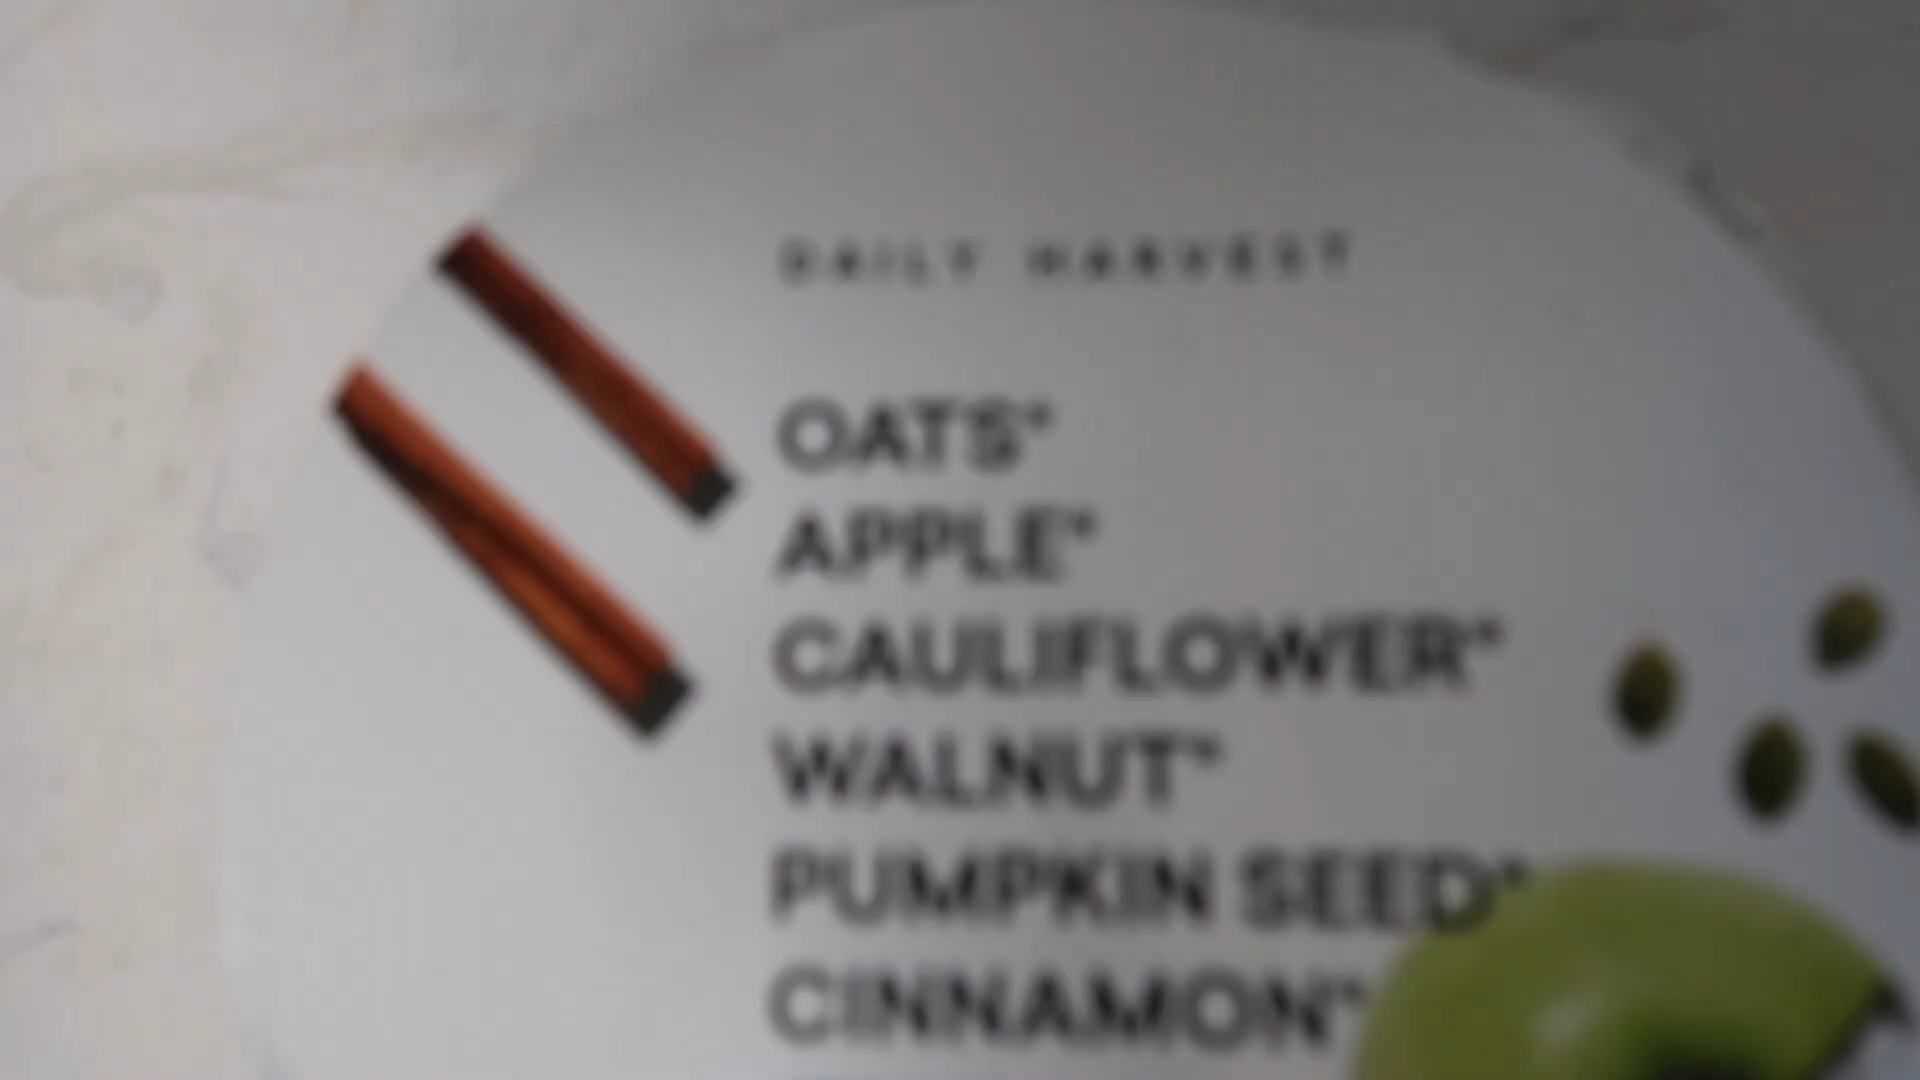 DAILY HARVEST
OATS*
APPLE*
CAULIFLOWER*
WALNUT*
PUMPKIN SEED*
CINNAMON*